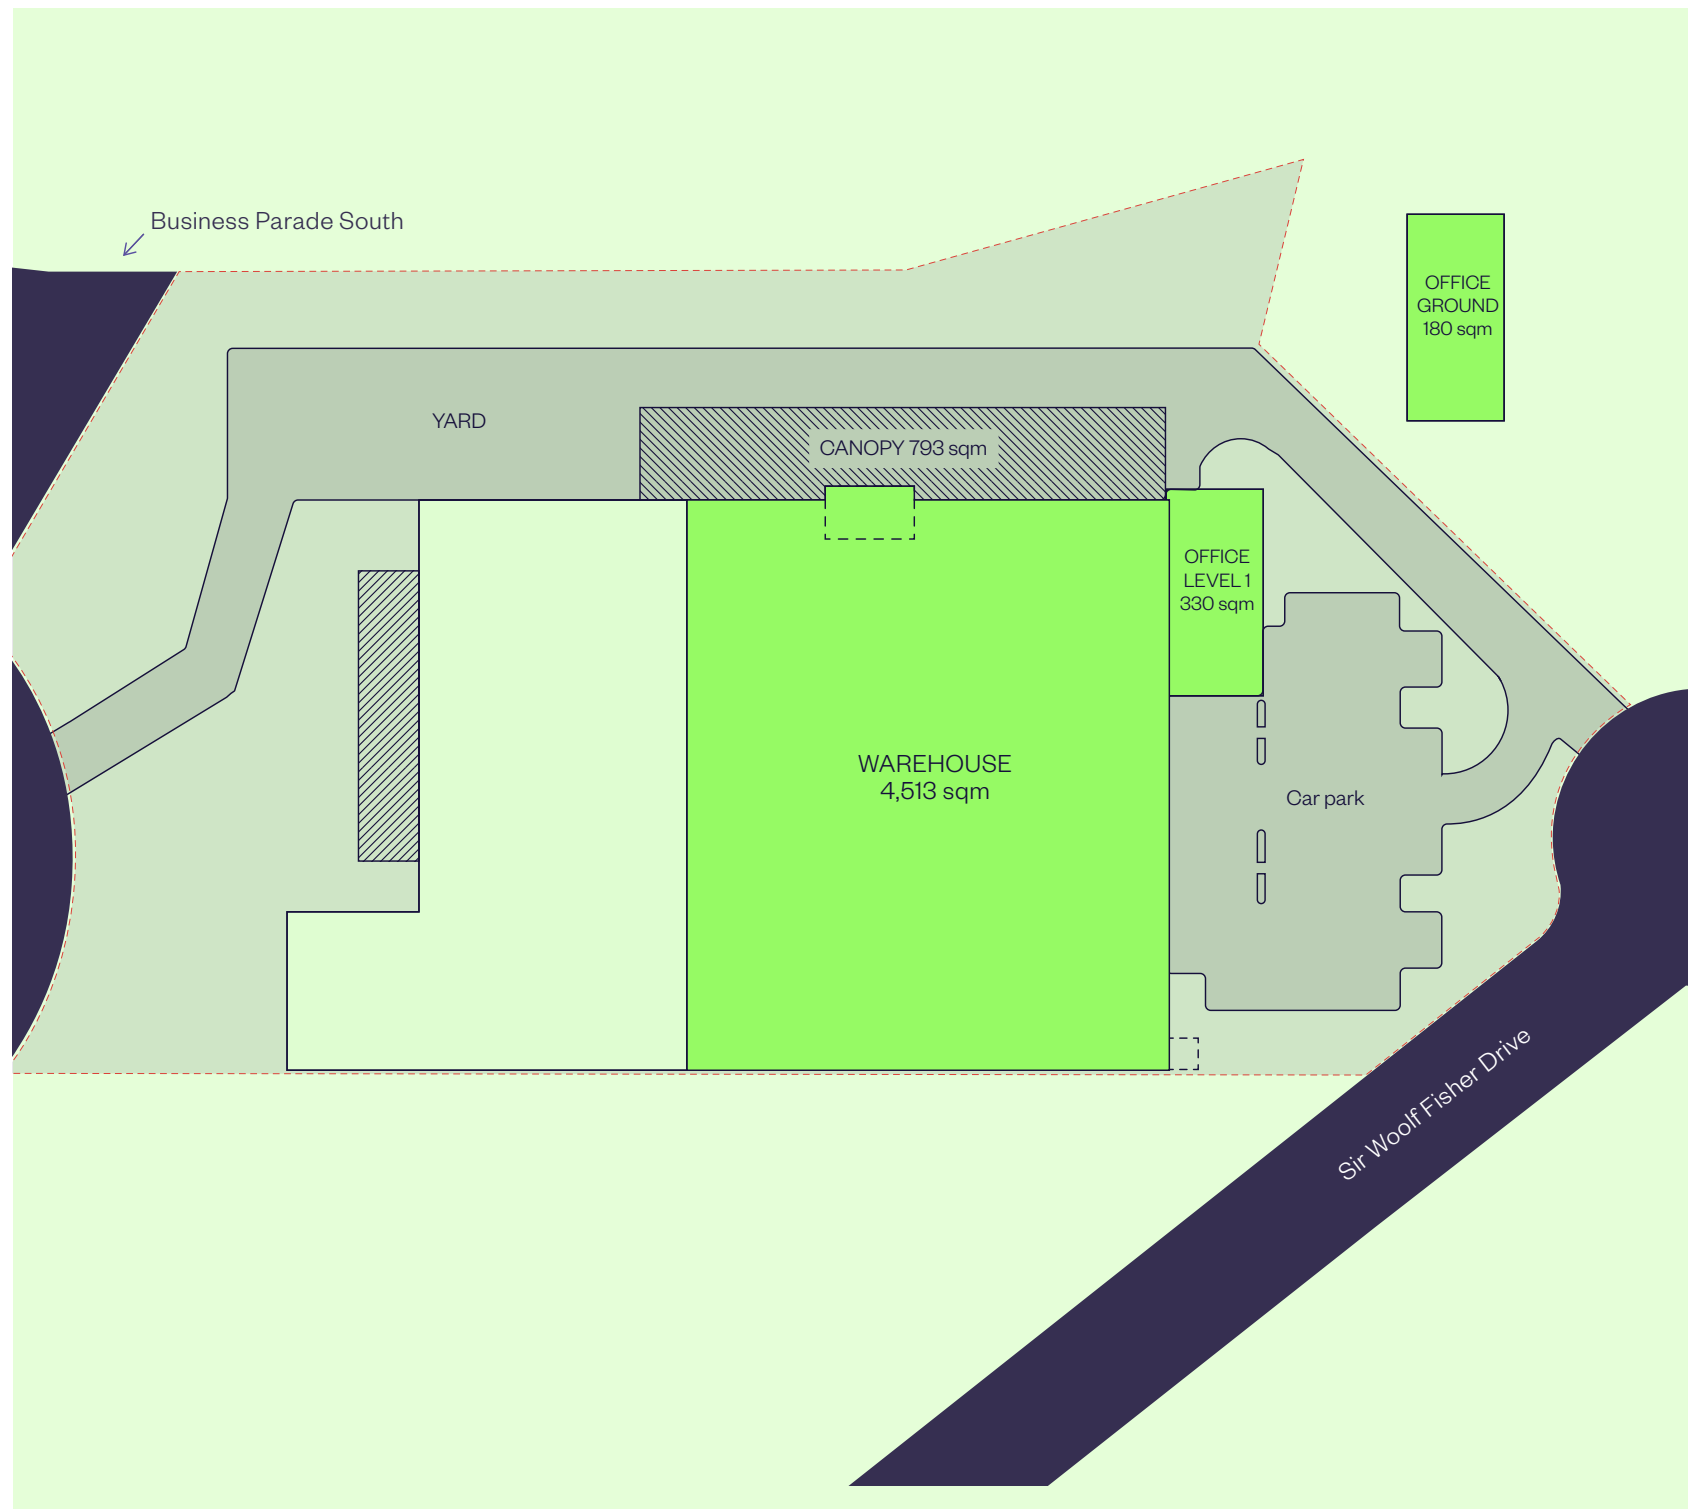 Business Parade South
OFFICE
GROUND
180 sqm
YARD
CANOPY 793 sqm
OFFICE
LEVEL 1
330 sqm
WAREHOUSE
4,513 sqm
Car park
Sir Woolf Fisher Drive